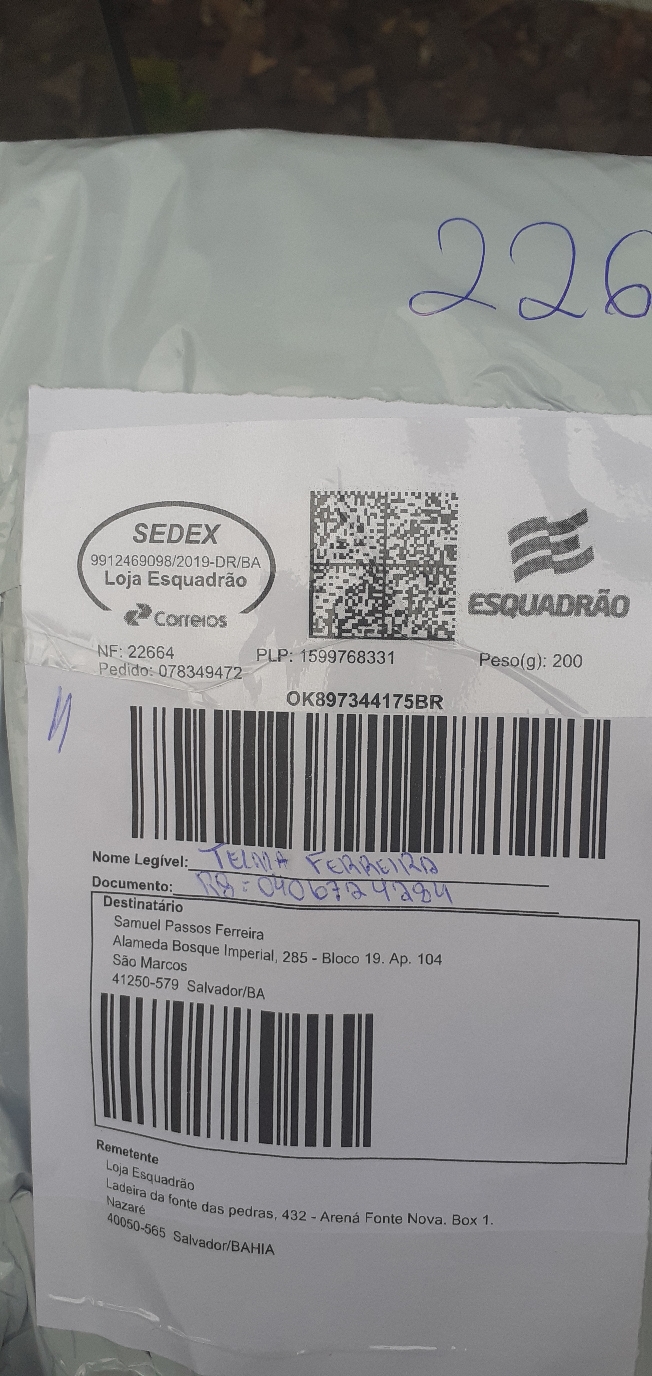 226
SEDEX
9912469098/2019-DR/BA
Loja Esquadrão
Correios
ESQUADRÃO
NF: 22664
PLP: 1599768331
Peso(g): 200
Pedido: 078349472
OK897344175BR
Nome Legível: TELMA FERREIRA
Documento: 0406724284
Destinatário
Samuel Passos Ferreira
Alameda Bosque Imperial, 285 - Bloco 19. Ap. 104
São Marcos
41250-579 Salvador/BA
Remetente
Loja Esquadrão
Ladeira da fonte das pedras, 432 - Arená Fonte Nova. Box 1.
Nazaré
40050-565 Salvador/BAHIA